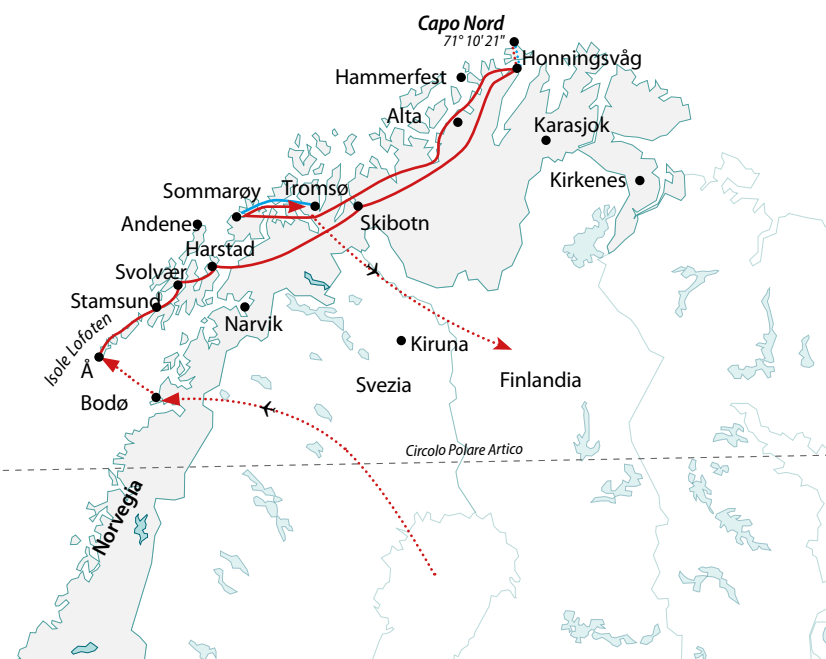 Capo Nord
71° 10' 21"
Honningsvåg
Hammerfest
Alta
Karasjok
Kirkenes
Sommarøy
Tromsø
Andenes
Skibotn
Harstad
Svolvær
Stamsund
Narvik
Isole Lofoten
Å
Kiruna
Bodø
Svezia
Finlandia
Circolo Polare Artico
Norvegia